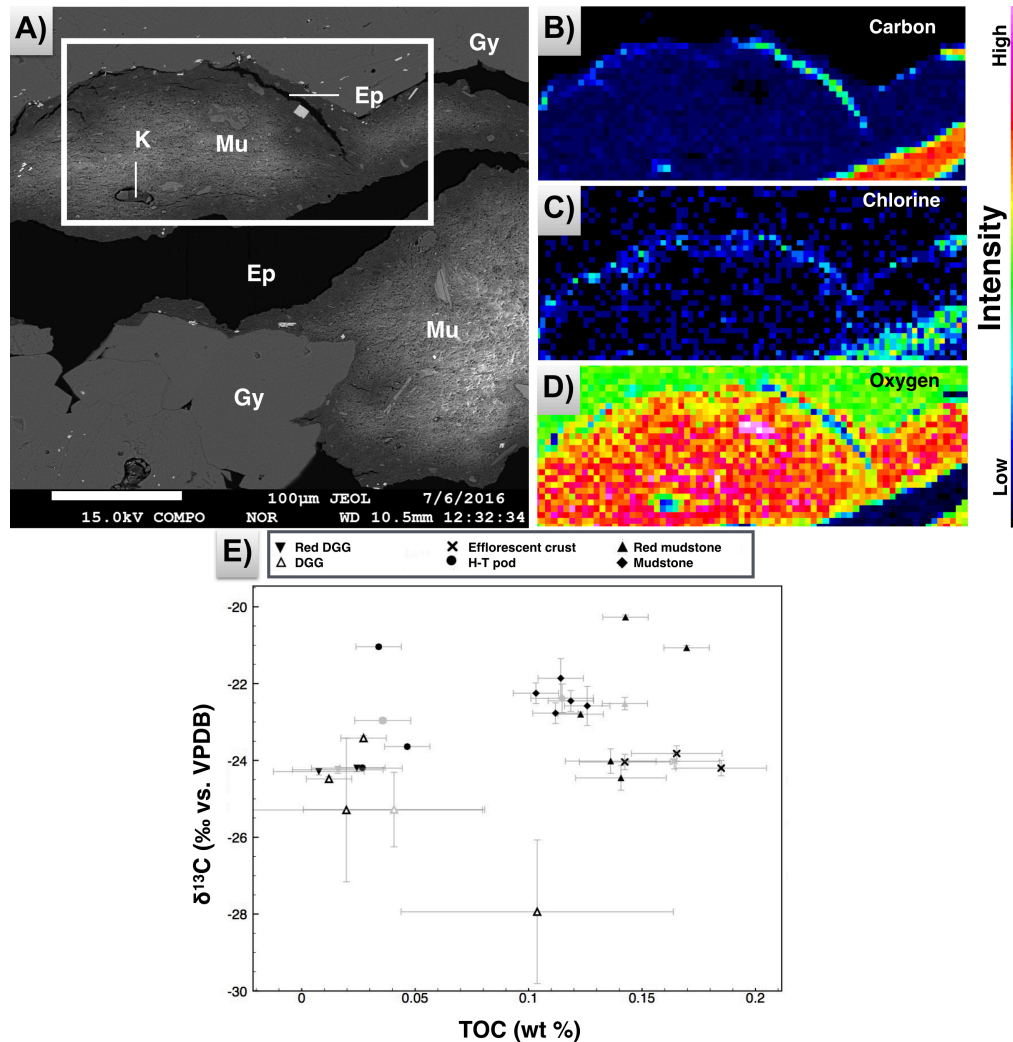 A)
Gy
Ep
K
Mu
Ep
Mu
Gy
100µm JEOL 7/6/2016
15.0kV COMPO NOR WD 10.5mm 12:32:34
B)
Carbon
C)
Chlorine
D)
Oxygen
High
Intensity
Low
E)
Red DGG Efflorescent crust Red mudstone
DGG H-T pod Mudstone
-20
-22
-24
-26
-28
-30
δ¹³C (‰ vs. VPDB)
0 0.05 0.1 0.15 0.2
TOC (wt %)